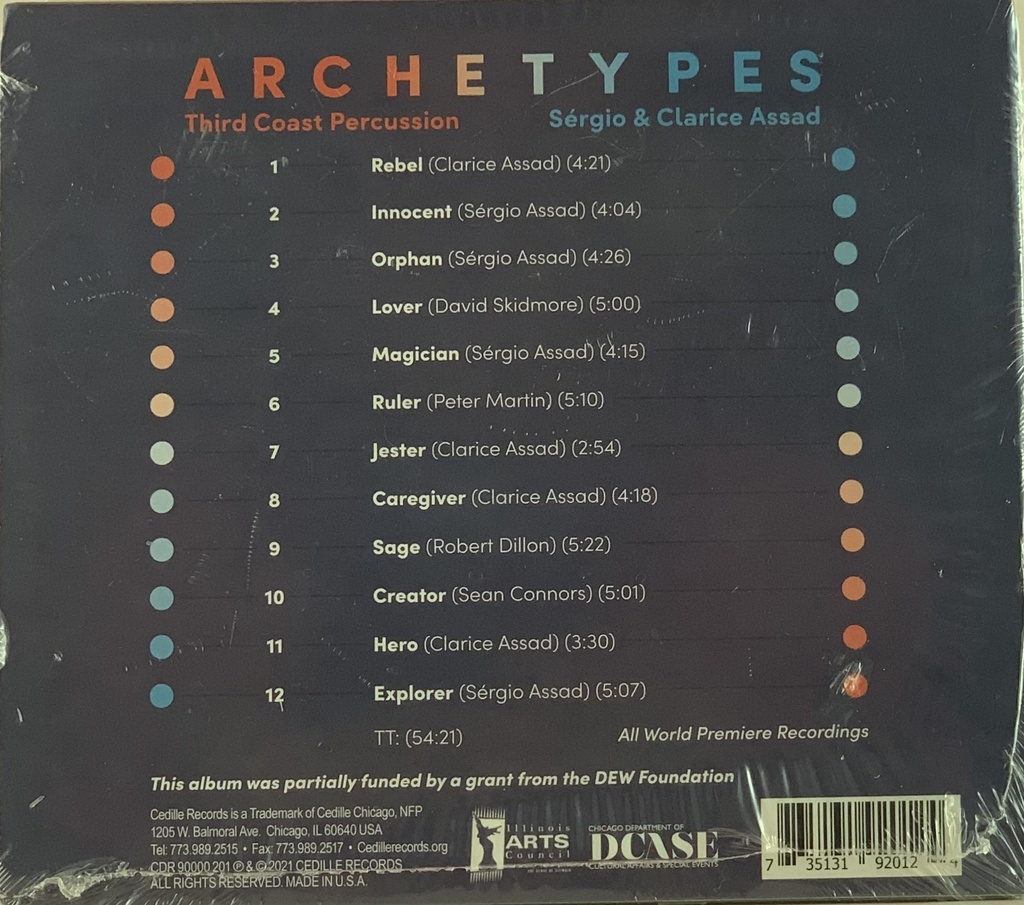 ARCHETYPES
Third Coast Percussion Sérgio & Clarice Assad
1 Rebel (Clarice Assad) (4:21)
2 Innocent (Sérgio Assad) (4:04)
3 Orphan (Sérgio Assad) (4:26)
4 Lover (David Skidmore) (5:00)
5 Magician (Sérgio Assad) (4:15)
6 Ruler (Peter Martin) (5:10)
7 Jester (Clarice Assad) (2:54)
8 Caregiver (Clarice Assad) (4:18)
9 Sage (Robert Dillon) (5:22)
10 Creator (Sean Connors) (5:01)
11 Hero (Clarice Assad) (3:30)
12 Explorer (Sérgio Assad) (5:07)
TT: (54:21) All World Premiere Recordings
This album was partially funded by a grant from the DEW Foundation
Cedille Records is a Trademark of Cedille Chicago, NFP
1205 W. Balmoral Ave. Chicago, IL 60640 USA
Tel: 773.989.2515 • Fax: 773.989.2517 • Cedillerecords.org
CDR 90000 201 ℗ & © 2021 CEDILLE RECORDS
ALL RIGHTS RESERVED. MADE IN U.S.A.
Illinois
ARTS
Council
CHICAGO DEPARTMENT OF
DCASE
CULTURAL AFFAIRS & SPECIAL EVENTS
7 35131 92012 4